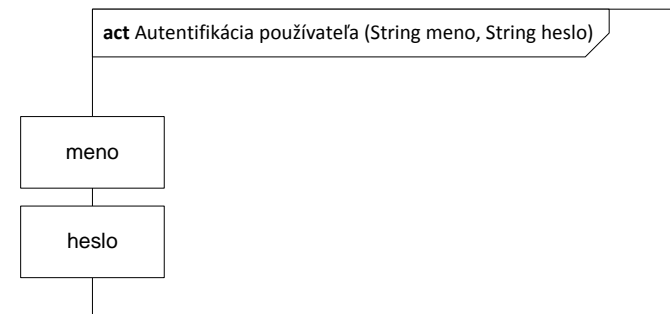 act Autentifikácia používateľa (String meno, String heslo)
meno
heslo